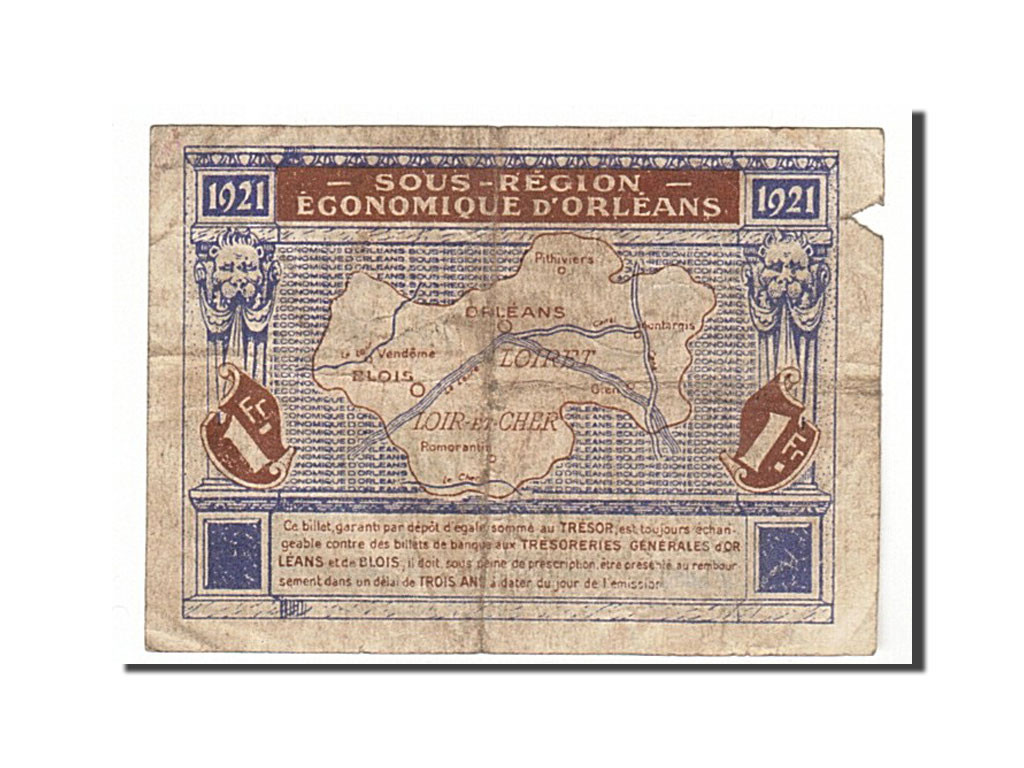 1921
— SOUS-RÉGION —
ÉCONOMIQUE D'ORLÉANS
1921
Pithiviers
ORLÉANS
Canal
Vendôme
LOIRET
BLOIS
LOIR-ET-CHER
Romorantin
1 FR
1 FR
Ce billet, garanti par dépôt d'égale somme au TRÉSOR, est toujours échan-
geable contre des billets de banque aux TRÉSORERIES GÉNÉRALES d'OR
LÉANS et de BLOIS, il doit, sous peine de prescription, être présenté au rembour
sement dans un délai de TROIS ANS à dater du jour de l'émission.